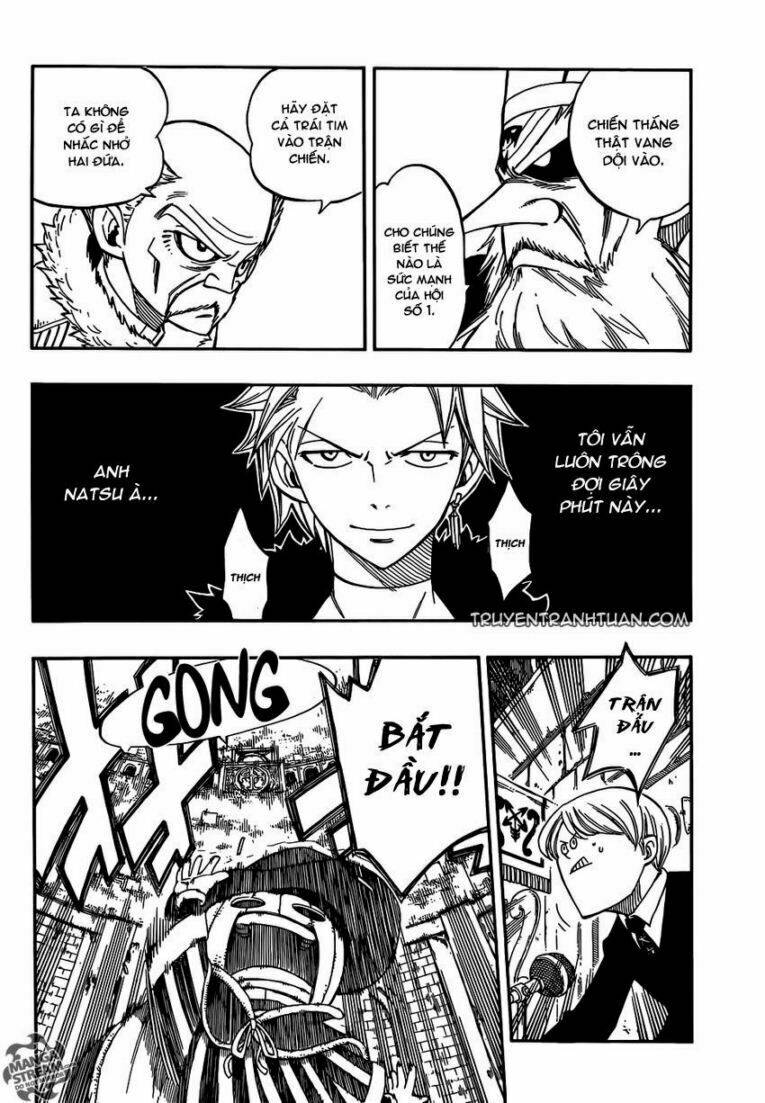 CHIẾN THẮNG
THẬT VANG
DỘI VÀO.
CHO CHÚNG
BIẾT THẾ
NÀO LÀ
SỨC MẠNH
CỦA HỘI
SỐ 1.
HÃY ĐẶT
CẢ TRÁI TIM
VÀO TRẬN
CHIẾN.
TA KHÔNG
CÓ GÌ ĐỂ
NHẮC NHỞ
HAI ĐỨA.
TÔI VẪN
LUÔN TRÔNG
ĐỢI GIÂY
PHÚT NÀY...
THỊCH
THỊCH
ANH
NATSU À...
TRUYENTRANHTUAN.COM
TRẬN
ĐẤU
...
BẮT
ĐẦU!!
GONG
MANGA
STREAM